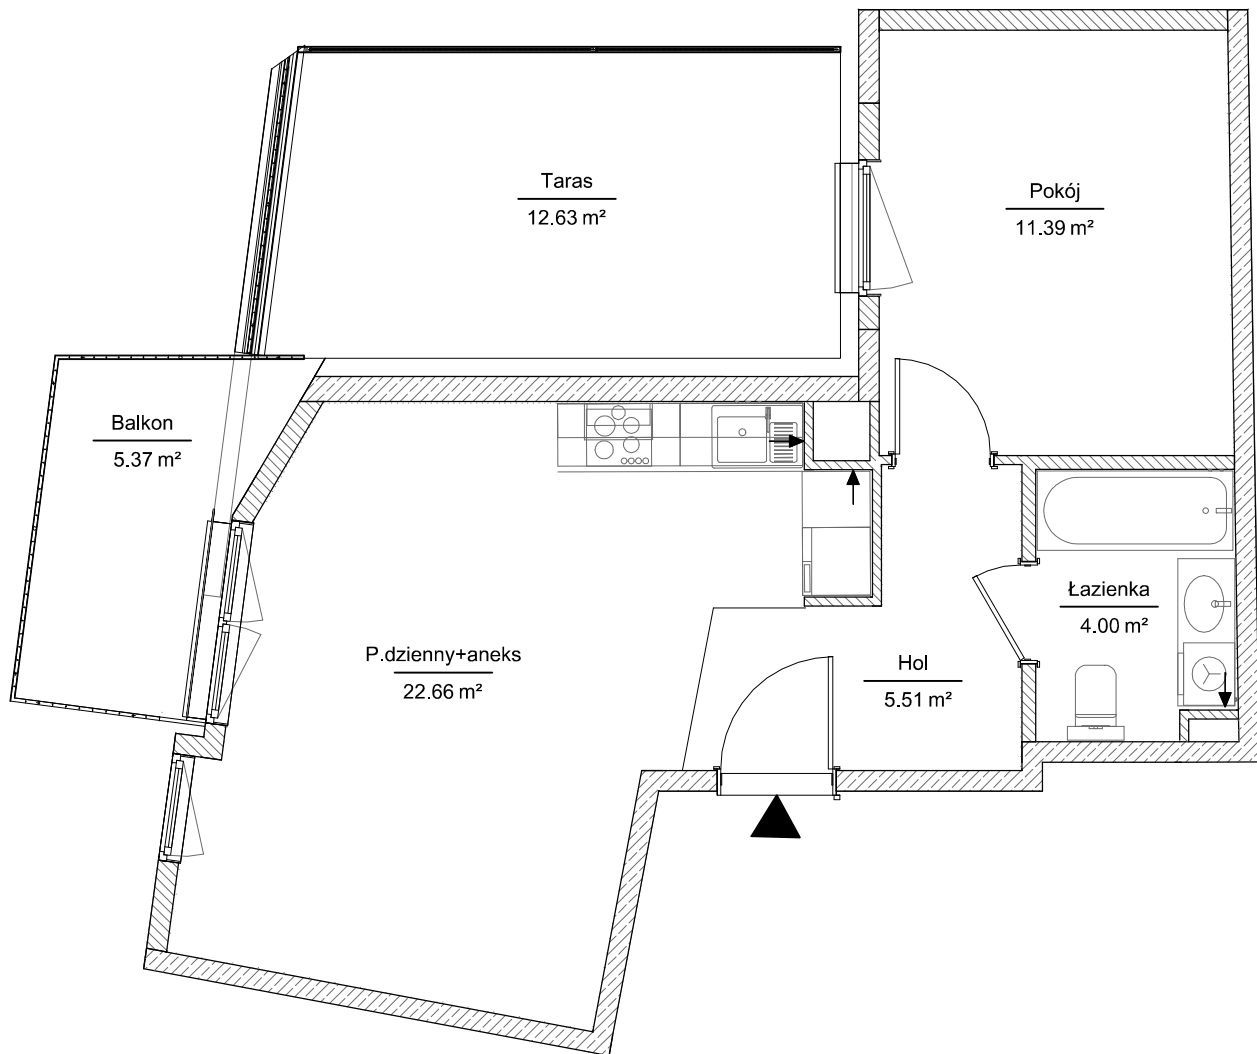 Taras
12.63 m²
Pokój
11.39 m²
Balkon
5.37 m²
Łazienka
4.00 m²
P.dzienny+aneks
22.66 m²
Hol
5.51 m²